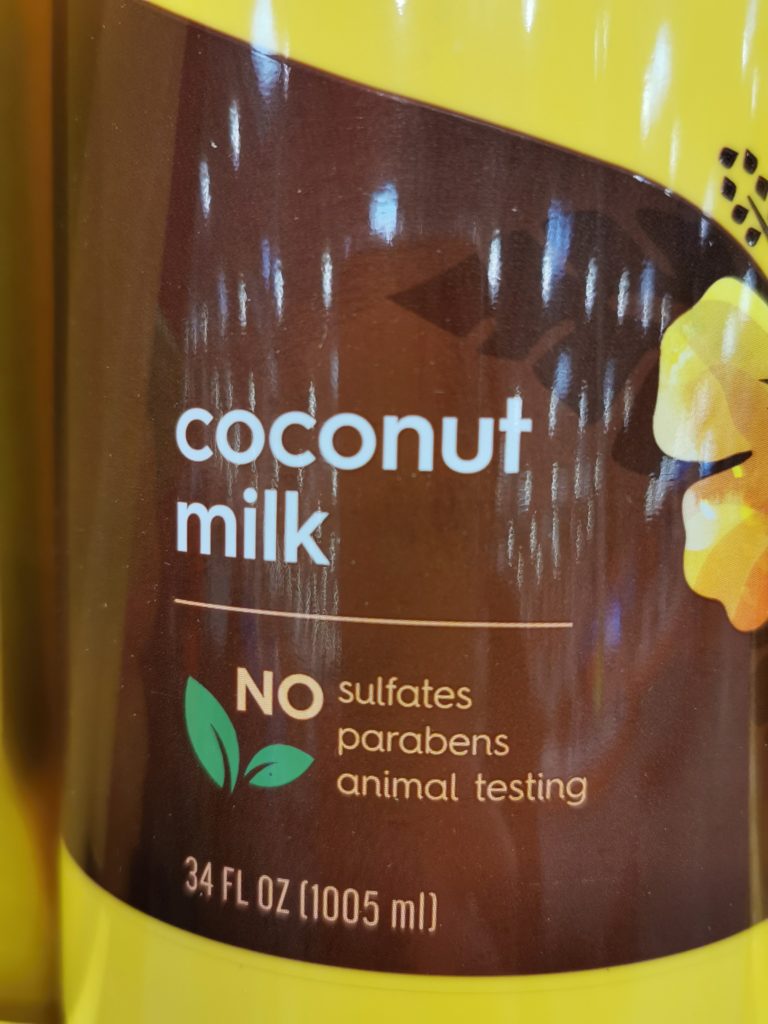 coconut
milk
NO sulfates
parabens
animal testing
34 FL OZ (1005 ml)